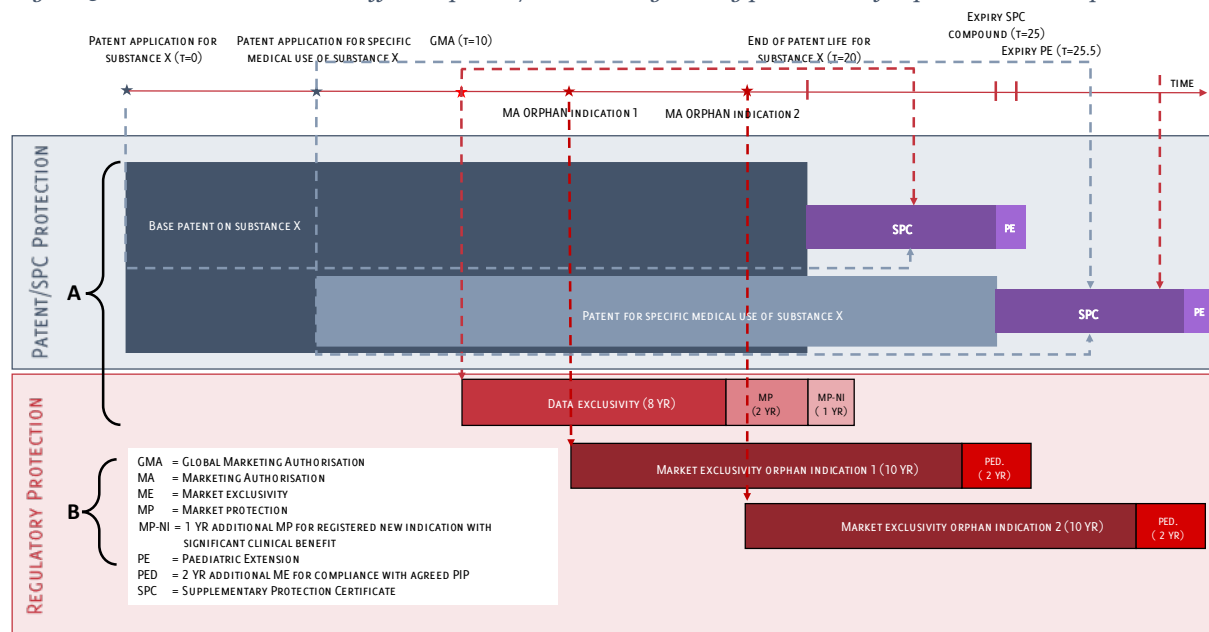 Patent application for
substance X (t=0)
Patent application for specific
medical use of substance X
GMA (t=10)
End of patent life for
substance X (t=20)
Expiry SPC
compound (t=25)
Expiry PE (t=25.5)
Time
MA orphan indication 1
MA orphan indication 2
Patent/SPC Protection
A
Base patent on substance X
SPC
PE
Patent for specific medical use of substance X
SPC
PE
Regulatory Protection
Data exclusivity (8 yr)
MP
(2 yr)
MP-NI
( 1 yr)
Market exclusivity orphan indication 1 (10 yr)
Ped.
( 2 yr)
Market exclusivity orphan indication 2 (10 yr)
Ped.
( 2 yr)
B
GMA = Global Marketing Authorisation
MA = Marketing Authorisation
ME = Market exclusivity
MP = Market protection
MP-NI = 1 yr additional MP for registered new indication with
significant clinical benefit
PE = Paediatric Extension
PED = 2 yr additional ME for compliance with agreed PIP
SPC = Supplementary Protection Certificate